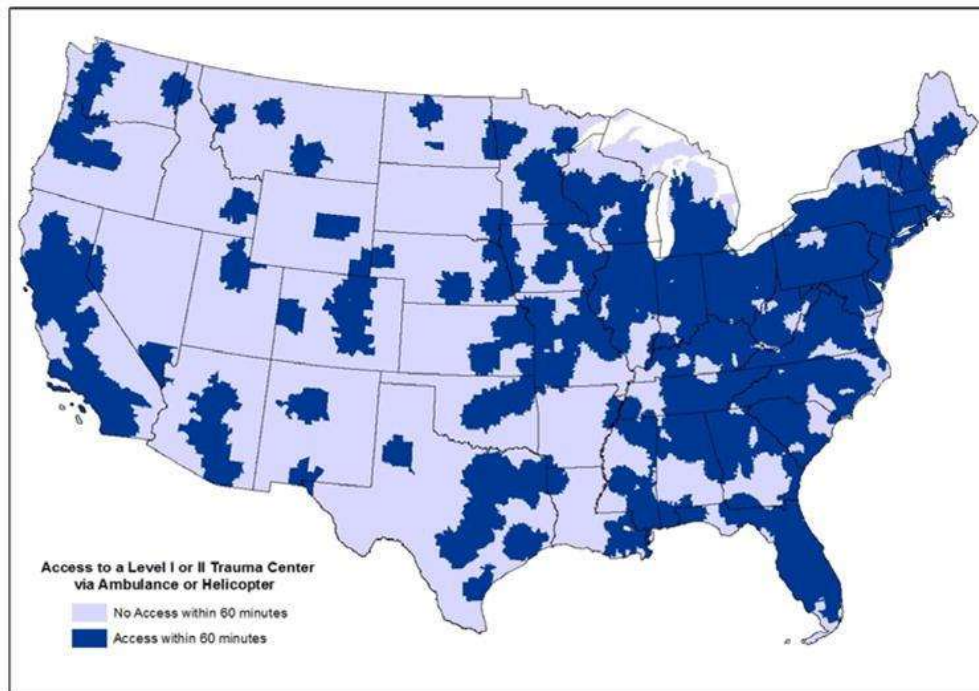 Access to a Level I or II Trauma Center
via Ambulance or Helicopter
No Access within 60 minutes
Access within 60 minutes